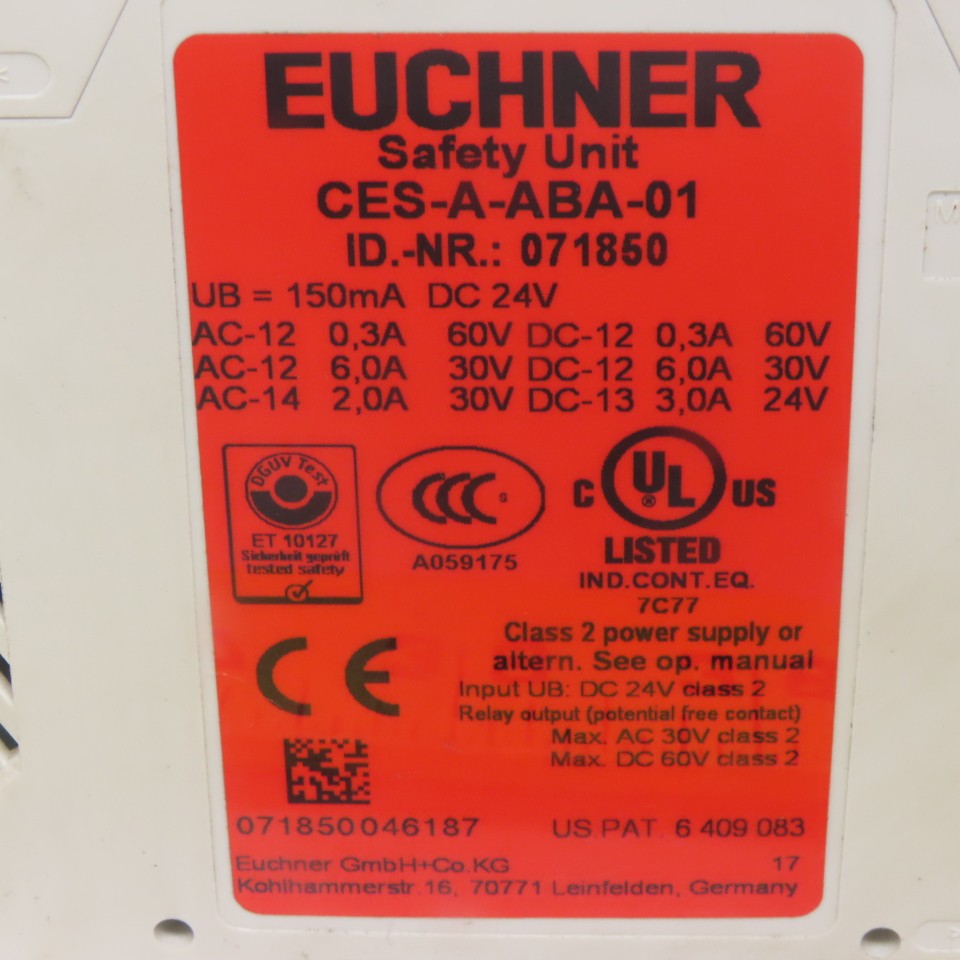 EUCHNER
Safety Unit
CES-A-ABA-01
ID.-NR.: 071850
UB = 150mA DC 24V
AC-12 0,3A 60V DC-12 0,3A 60V
AC-12 6,0A 30V DC-12 6,0A 30V
AC-14 2,0A 30V DC-13 3,0A 24V
DGUV Test
ET 10127
Sicherheit geprüft
tested safety
CCC S
A059175
C UL ® US
LISTED
IND.CONT.EQ.
7C77
Class 2 power supply or
altern. See op. manual
Input UB: DC 24V class 2
Relay output (potential free contact)
Max. AC 30V class 2
Max. DC 60V class 2
CE
071850046187 US.PAT. 6 409 083
Euchner GmbH+Co.KG 17
Kohlhammerstr.16, 70771 Leinfelden, Germany